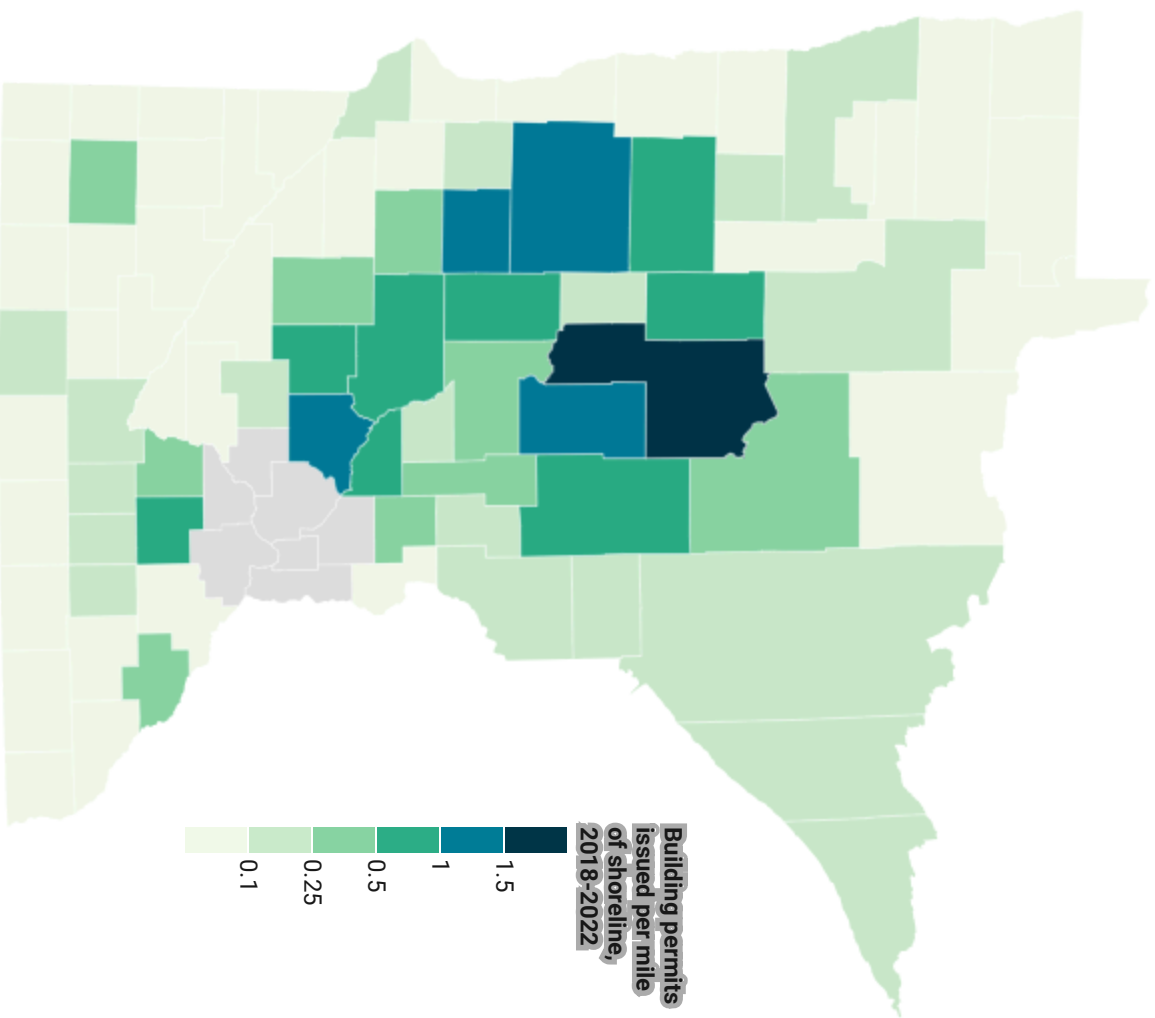 Building permits
issued per mile
of shoreline,
2018-2022
0.1
0.25
0.5
1
1.5